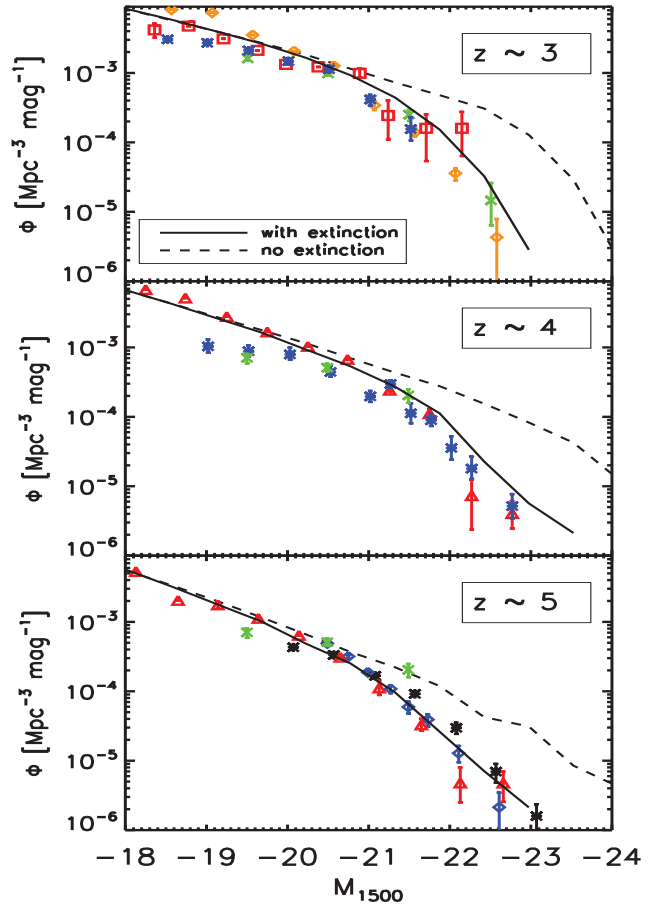 z ~ 3
10⁻³
10⁻⁴
10⁻⁵
10⁻⁶
Φ [Mpc⁻³ mag⁻¹]
with extinction
no extinction
z ~ 4
10⁻³
10⁻⁴
10⁻⁵
10⁻⁶
Φ [Mpc⁻³ mag⁻¹]
z ~ 5
10⁻³
10⁻⁴
10⁻⁵
10⁻⁶
Φ [Mpc⁻³ mag⁻¹]
−18 −19 −20 −21 −22 −23 −24
M₁₅₀₀